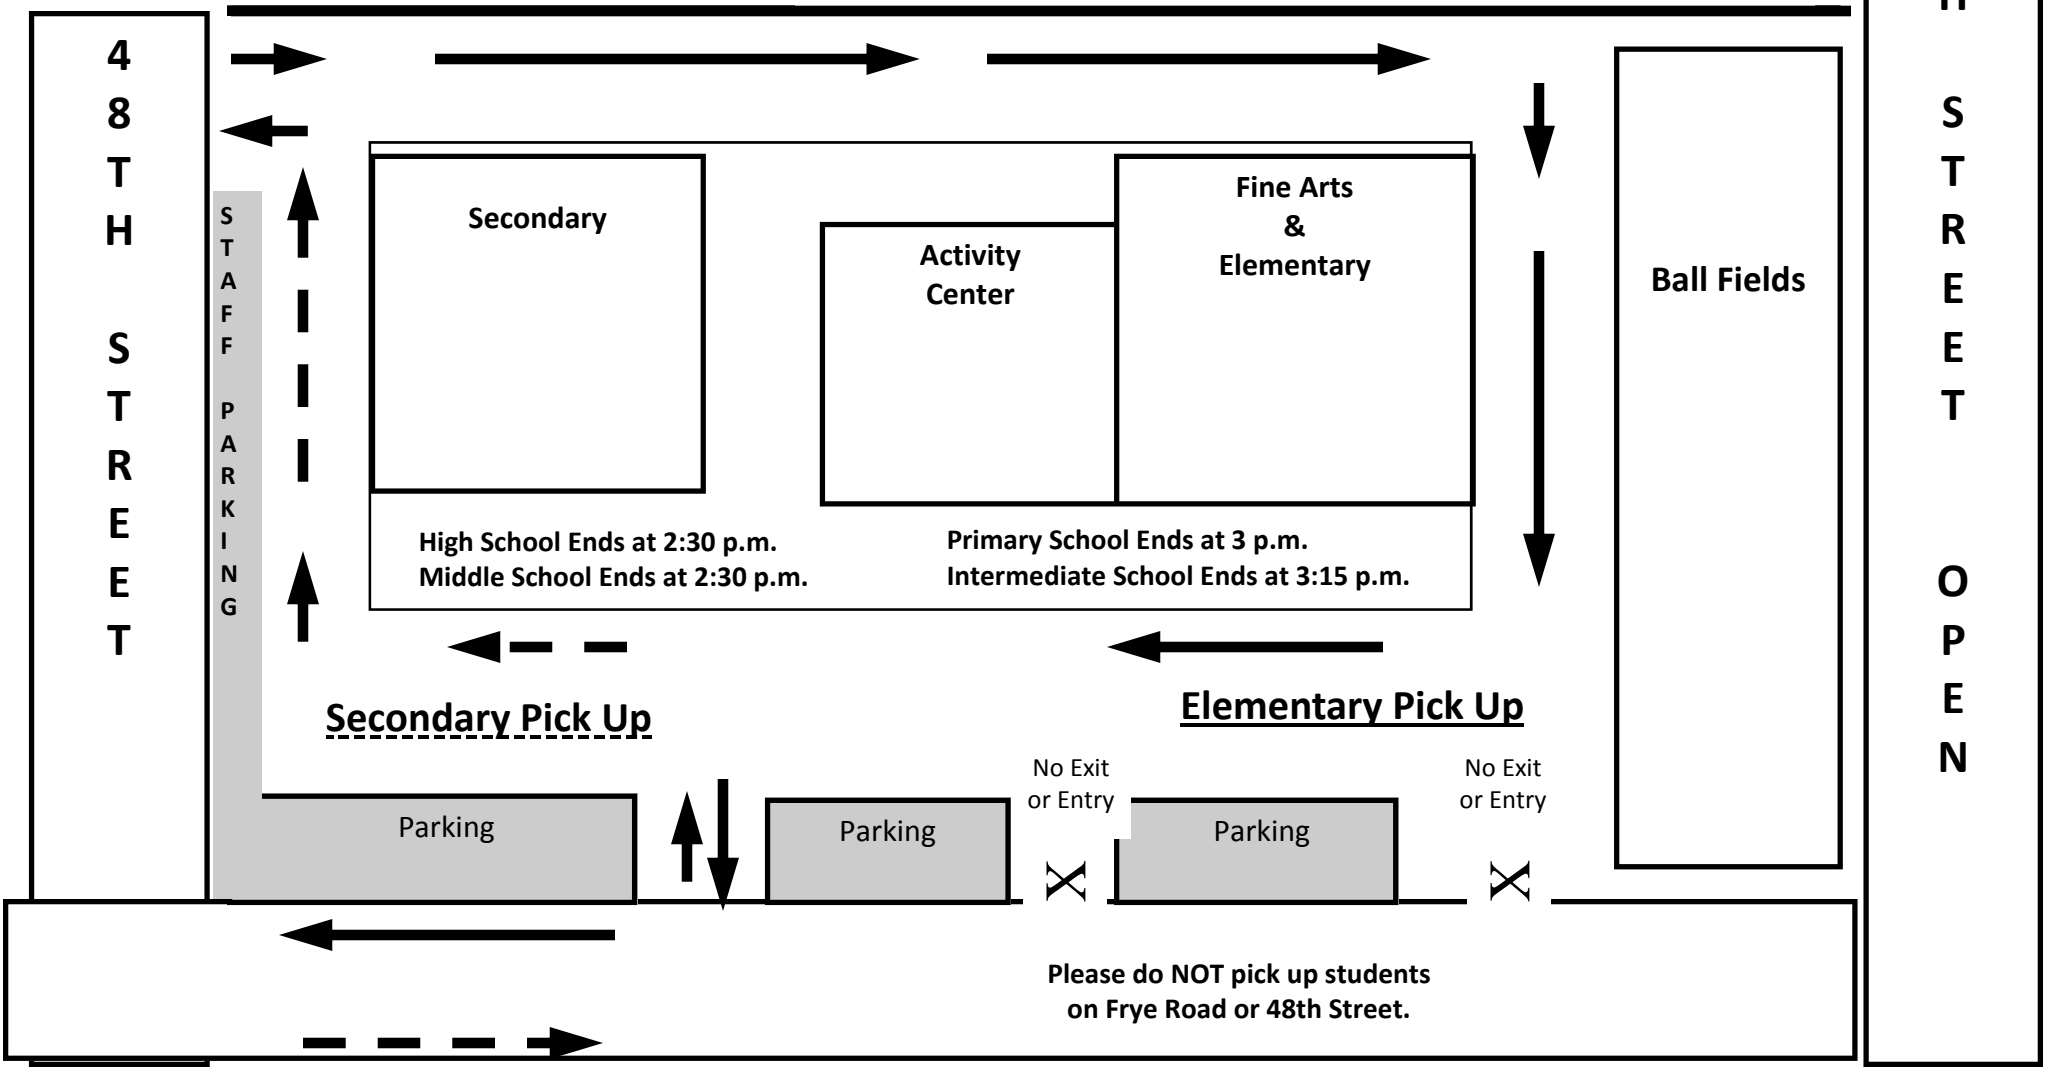 48TH STREET
STAFF PARKING
Secondary
Activity
Center
Fine Arts
&
Elementary
Ball Fields
H STREET OPEN
High School Ends at 2:30 p.m.
Middle School Ends at 2:30 p.m.
Primary School Ends at 3 p.m.
Intermediate School Ends at 3:15 p.m.
Secondary Pick Up
Elementary Pick Up
No Exit
or Entry
No Exit
or Entry
Parking
Parking
Parking
X
X
Please do NOT pick up students
on Frye Road or 48th Street.